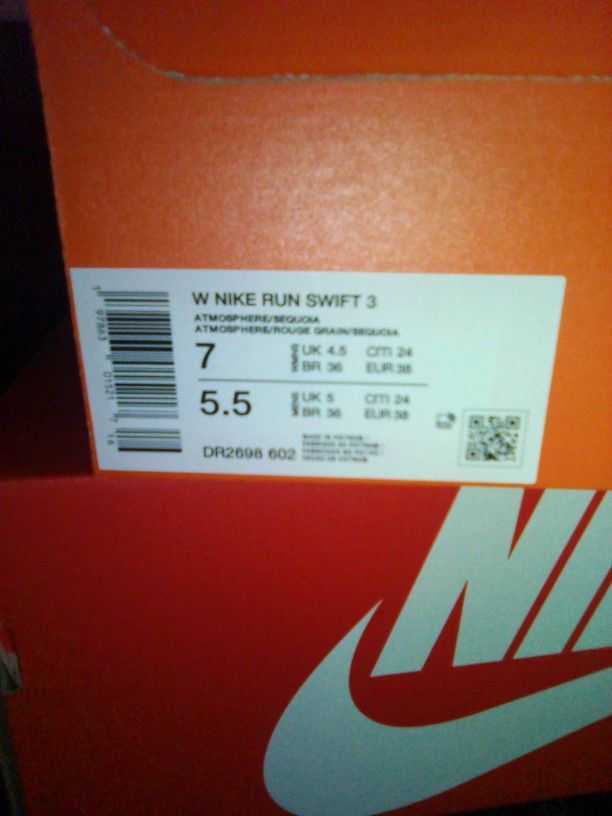 W NIKE RUN SWIFT 3
ATMOSPHERE/SEQUOIA
ATMOSPHERE/ROUGE GRAIN/SEQUOIA
7 UK 4.5 cm 24
BR 36 EUR 38
5.5 UK 5 cm 24
BR 36 EUR 38
DR2698 602
MADE IN VIETNAM